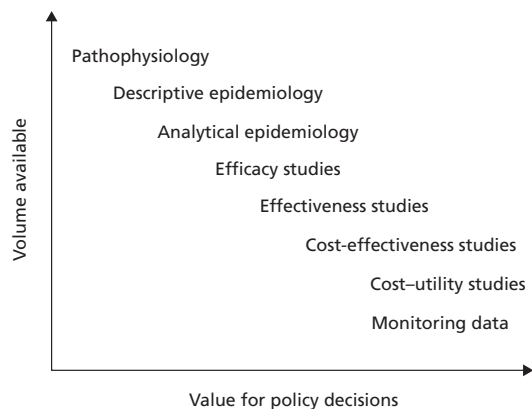 Volume available
Pathophysiology
Descriptive epidemiology
Analytical epidemiology
Efficacy studies
Effectiveness studies
Cost-effectiveness studies
Cost–utility studies
Monitoring data
Value for policy decisions